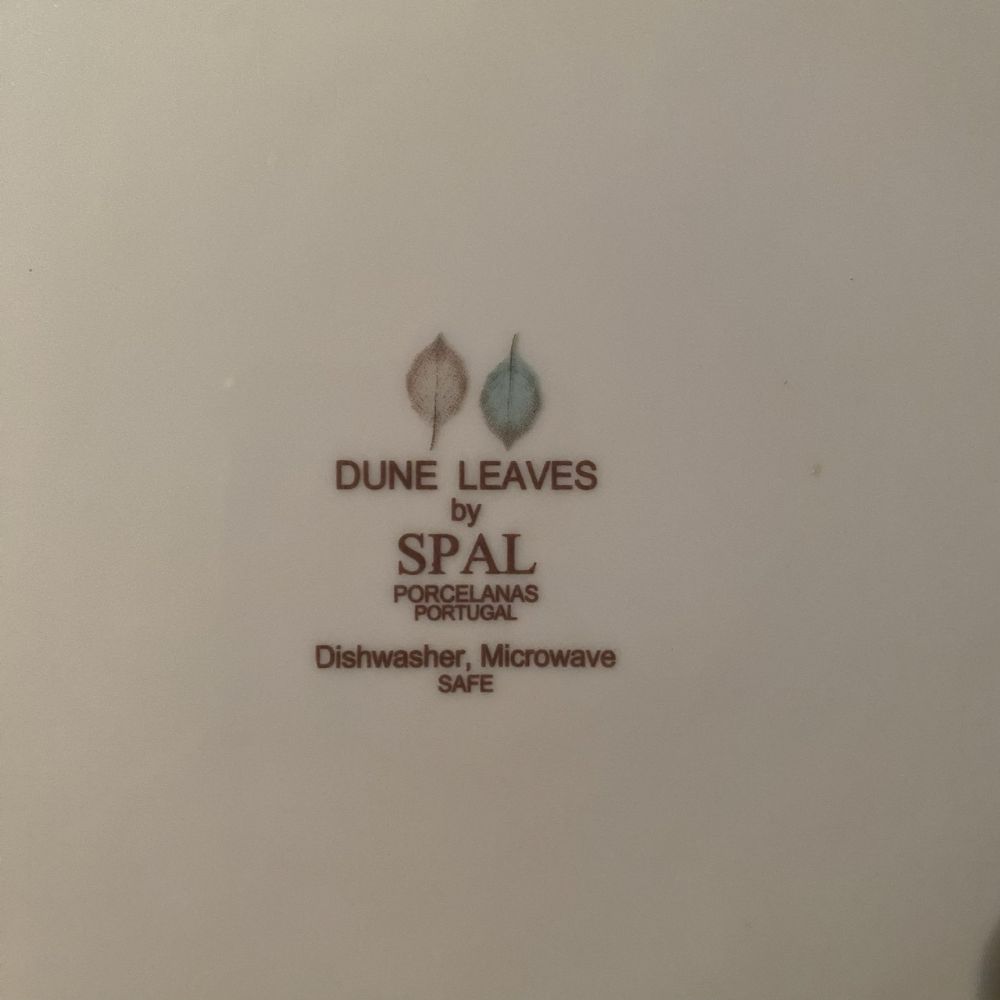 DUNE LEAVES
by
SPAL
PORCELANAS
PORTUGAL
Dishwasher, Microwave
SAFE